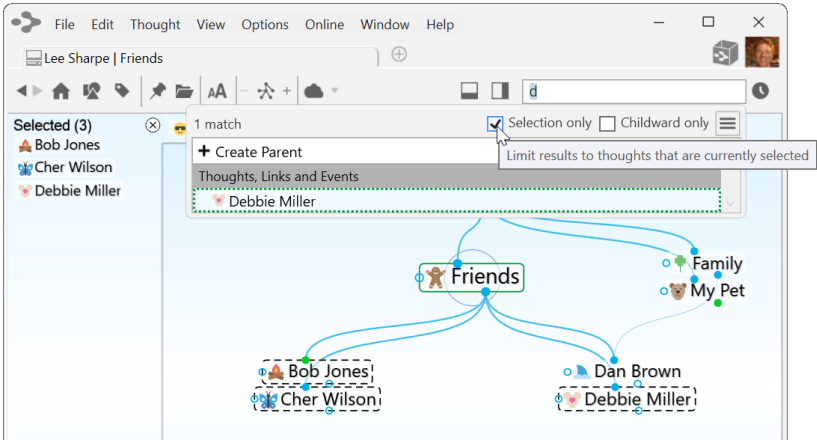 File Edit Thought View Options Online Window Help
Lee Sharpe | Friends
AA
d
Selected (3)
Bob Jones
Cher Wilson
Debbie Miller
1 match
Selection only
Childward only
Create Parent
Limit results to thoughts that are currently selected
Thoughts, Links and Events
Debbie Miller
Friends
Family
My Pet
Bob Jones
Dan Brown
Cher Wilson
Debbie Miller